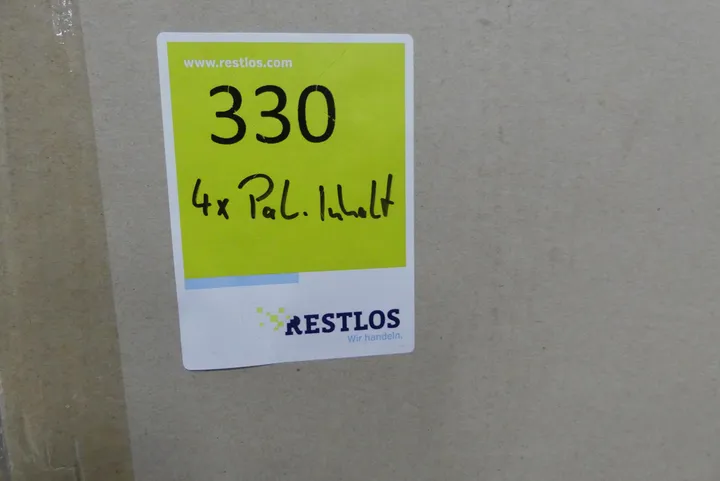 www.restlos.com
330
4x Pal. Inhalt
RESTLOS
Wir handeln.